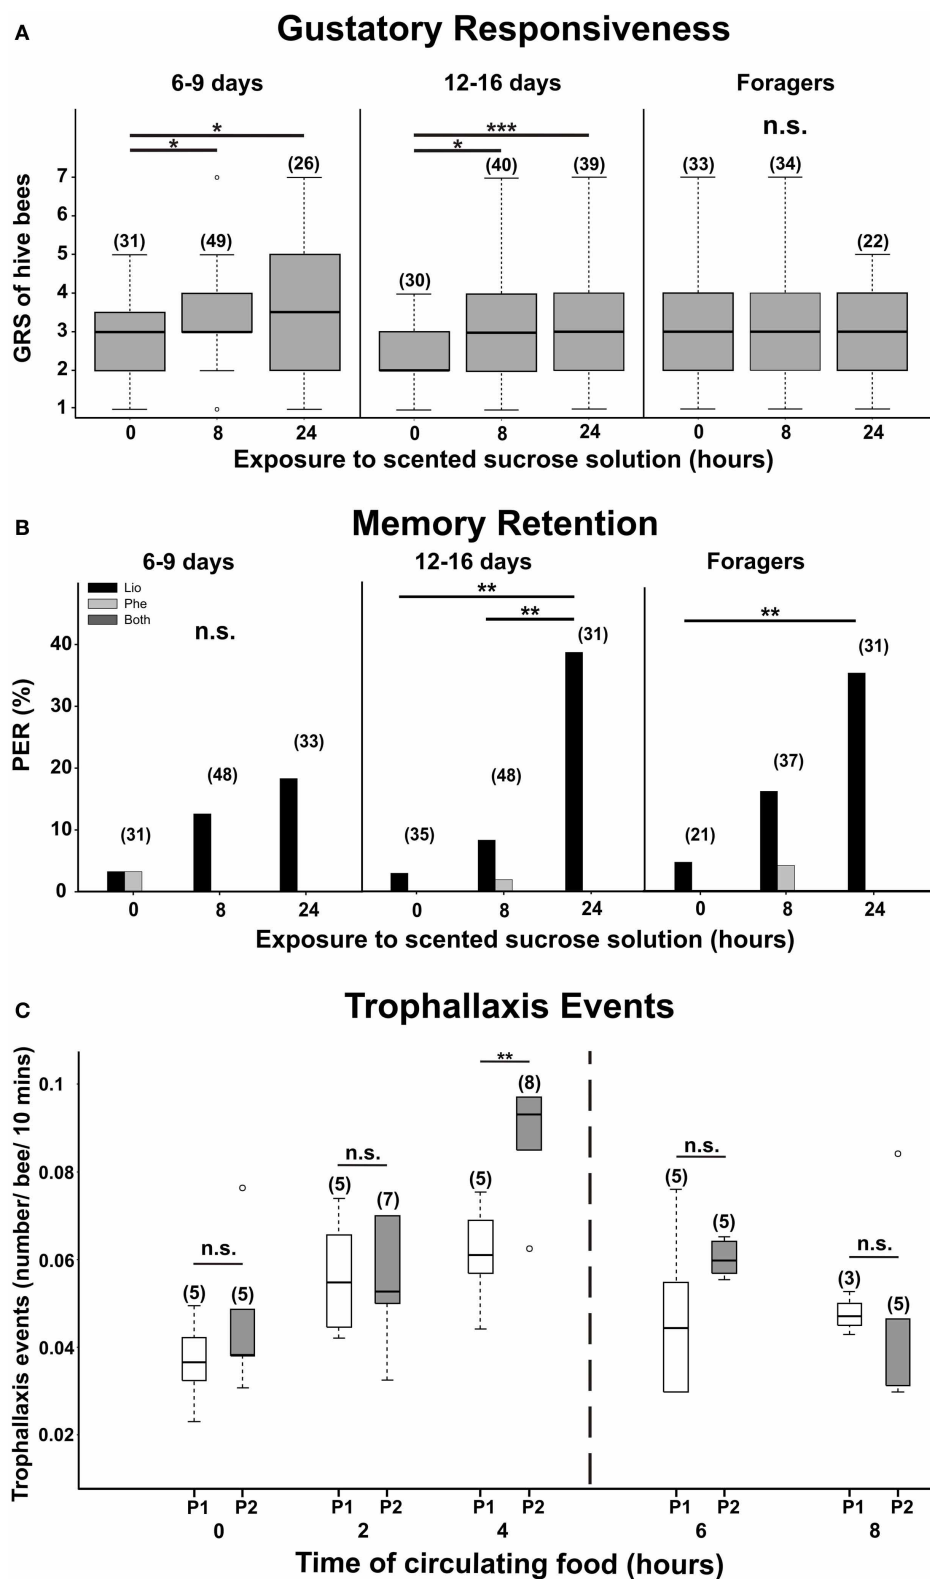 A
Gustatory Responsiveness
6-9 days
12-16 days
Foragers
* * * *** n.s.
GRS of hive bees
7
6
5
4
3
2
1
(31) (49) (26) (30) (40) (39) (33) (34) (22)
0 8 24 0 8 24 0 8 24
Exposure to scented sucrose solution (hours)
B
Memory Retention
6-9 days
12-16 days
Foragers
Lio
Phe
Both
n.s. ** ** **
PER (%)
40
30
20
10
0
(31) (48) (33) (35) (48) (31) (21) (37) (31)
0 8 24 0 8 24 0 8 24
Exposure to scented sucrose solution (hours)
C
Trophallaxis Events
Trophallaxis events (number/ bee/ 10 mins)
0.1
0.08
0.06
0.04
0.02
n.s. n.s. ** n.s. n.s.
(5) (5) (5) (7) (5) (8) (5) (5) (3) (5)
P1 P2 P1 P2 P1 P2 P1 P2 P1 P2
0 2 4 6 8
Time of circulating food (hours)